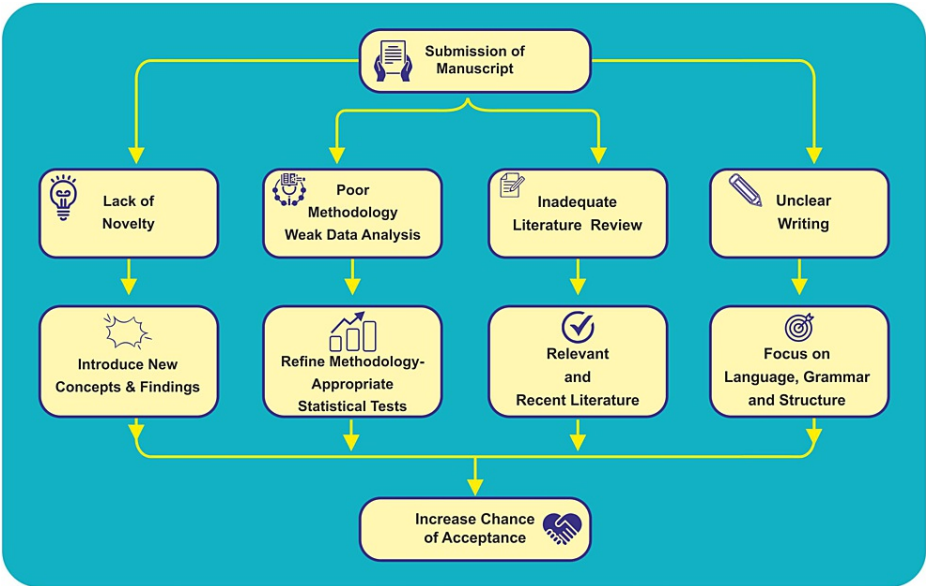 Submission of
Manuscript
Lack of
Novelty
Poor
Methodology
Weak Data Analysis
Inadequate
Literature Review
Unclear
Writing
Introduce New
Concepts & Findings
Refine Methodology-
Appropriate
Statistical Tests
Relevant
and
Recent Literature
Focus on
Language, Grammar
and Structure
Increase Chance
of Acceptance